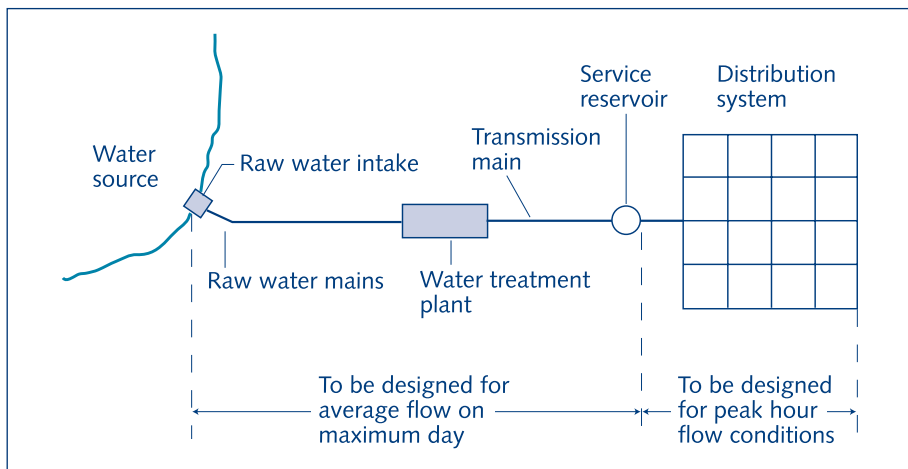 Service
reservoir
Distribution
system
Transmission
main
Water
source
Raw water intake
Raw water mains
Water treatment
plant
To be designed for
average flow on
maximum day
To be designed
for peak hour
flow conditions